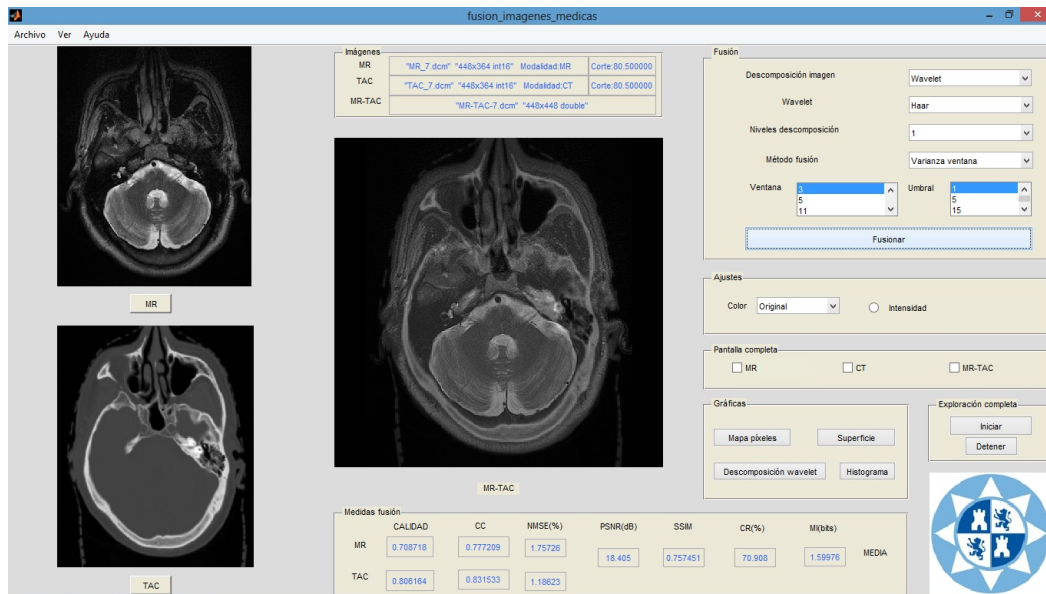 fusion_imagenes_medicas
Archivo Ver Ayuda
MR
TAC
Imágenes
MR "MR_7.dcm" "448x364 int16" Modalidad:MR Corte:80.500000
TAC "TAC_7.dcm" "448x364 int16" Modalidad:CT Corte:80.500000
MR-TAC "MR-TAC-7.dcm" "448x448 double"
MR-TAC
Medidas fusión
CALIDAD CC NMSE(%) PSNR(dB) SSIM CR(%) MI(bits)
MR 0.708718 0.777209 1.75726
18.405 0.757451 70.908 1.59976 MEDIA
TAC 0.806164 0.831533 1.18623
Fusión
Descomposición imagen Wavelet
Wavelet Haar
Niveles descomposición 1
Método fusión Varianza ventana
Ventana 3 Umbral 1
5 5
11 15
Fusionar
Ajustes
Color Original Intensidad
Pantalla completa
MR CT MR-TAC
Gráficas
Mapa píxeles Superficie
Descomposición wavelet Histograma
Exploración completa
Iniciar
Detener